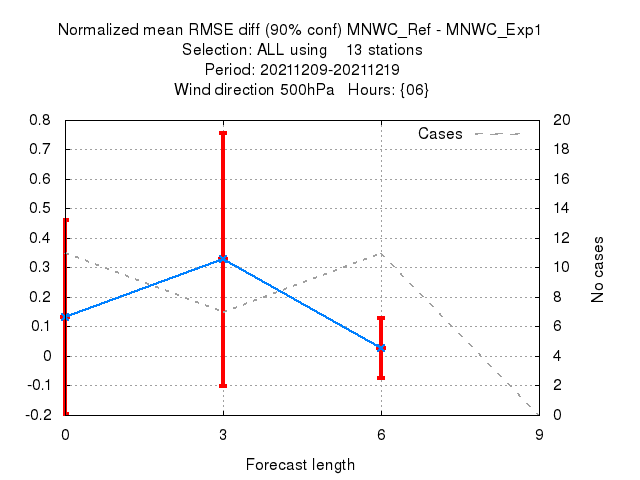 Normalized mean RMSE diff (90% conf) MNWC_Ref - MNWC_Exp1
Selection: ALL using 13 stations
Period: 20211209-20211219
Wind direction 500hPa Hours: {06}
Cases
0.8
0.7
0.6
0.5
0.4
0.3
0.2
0.1
0
-0.1
-0.2
20
18
16
14
12
10
8
6
4
2
0
No cases
0 3 6 9
Forecast length